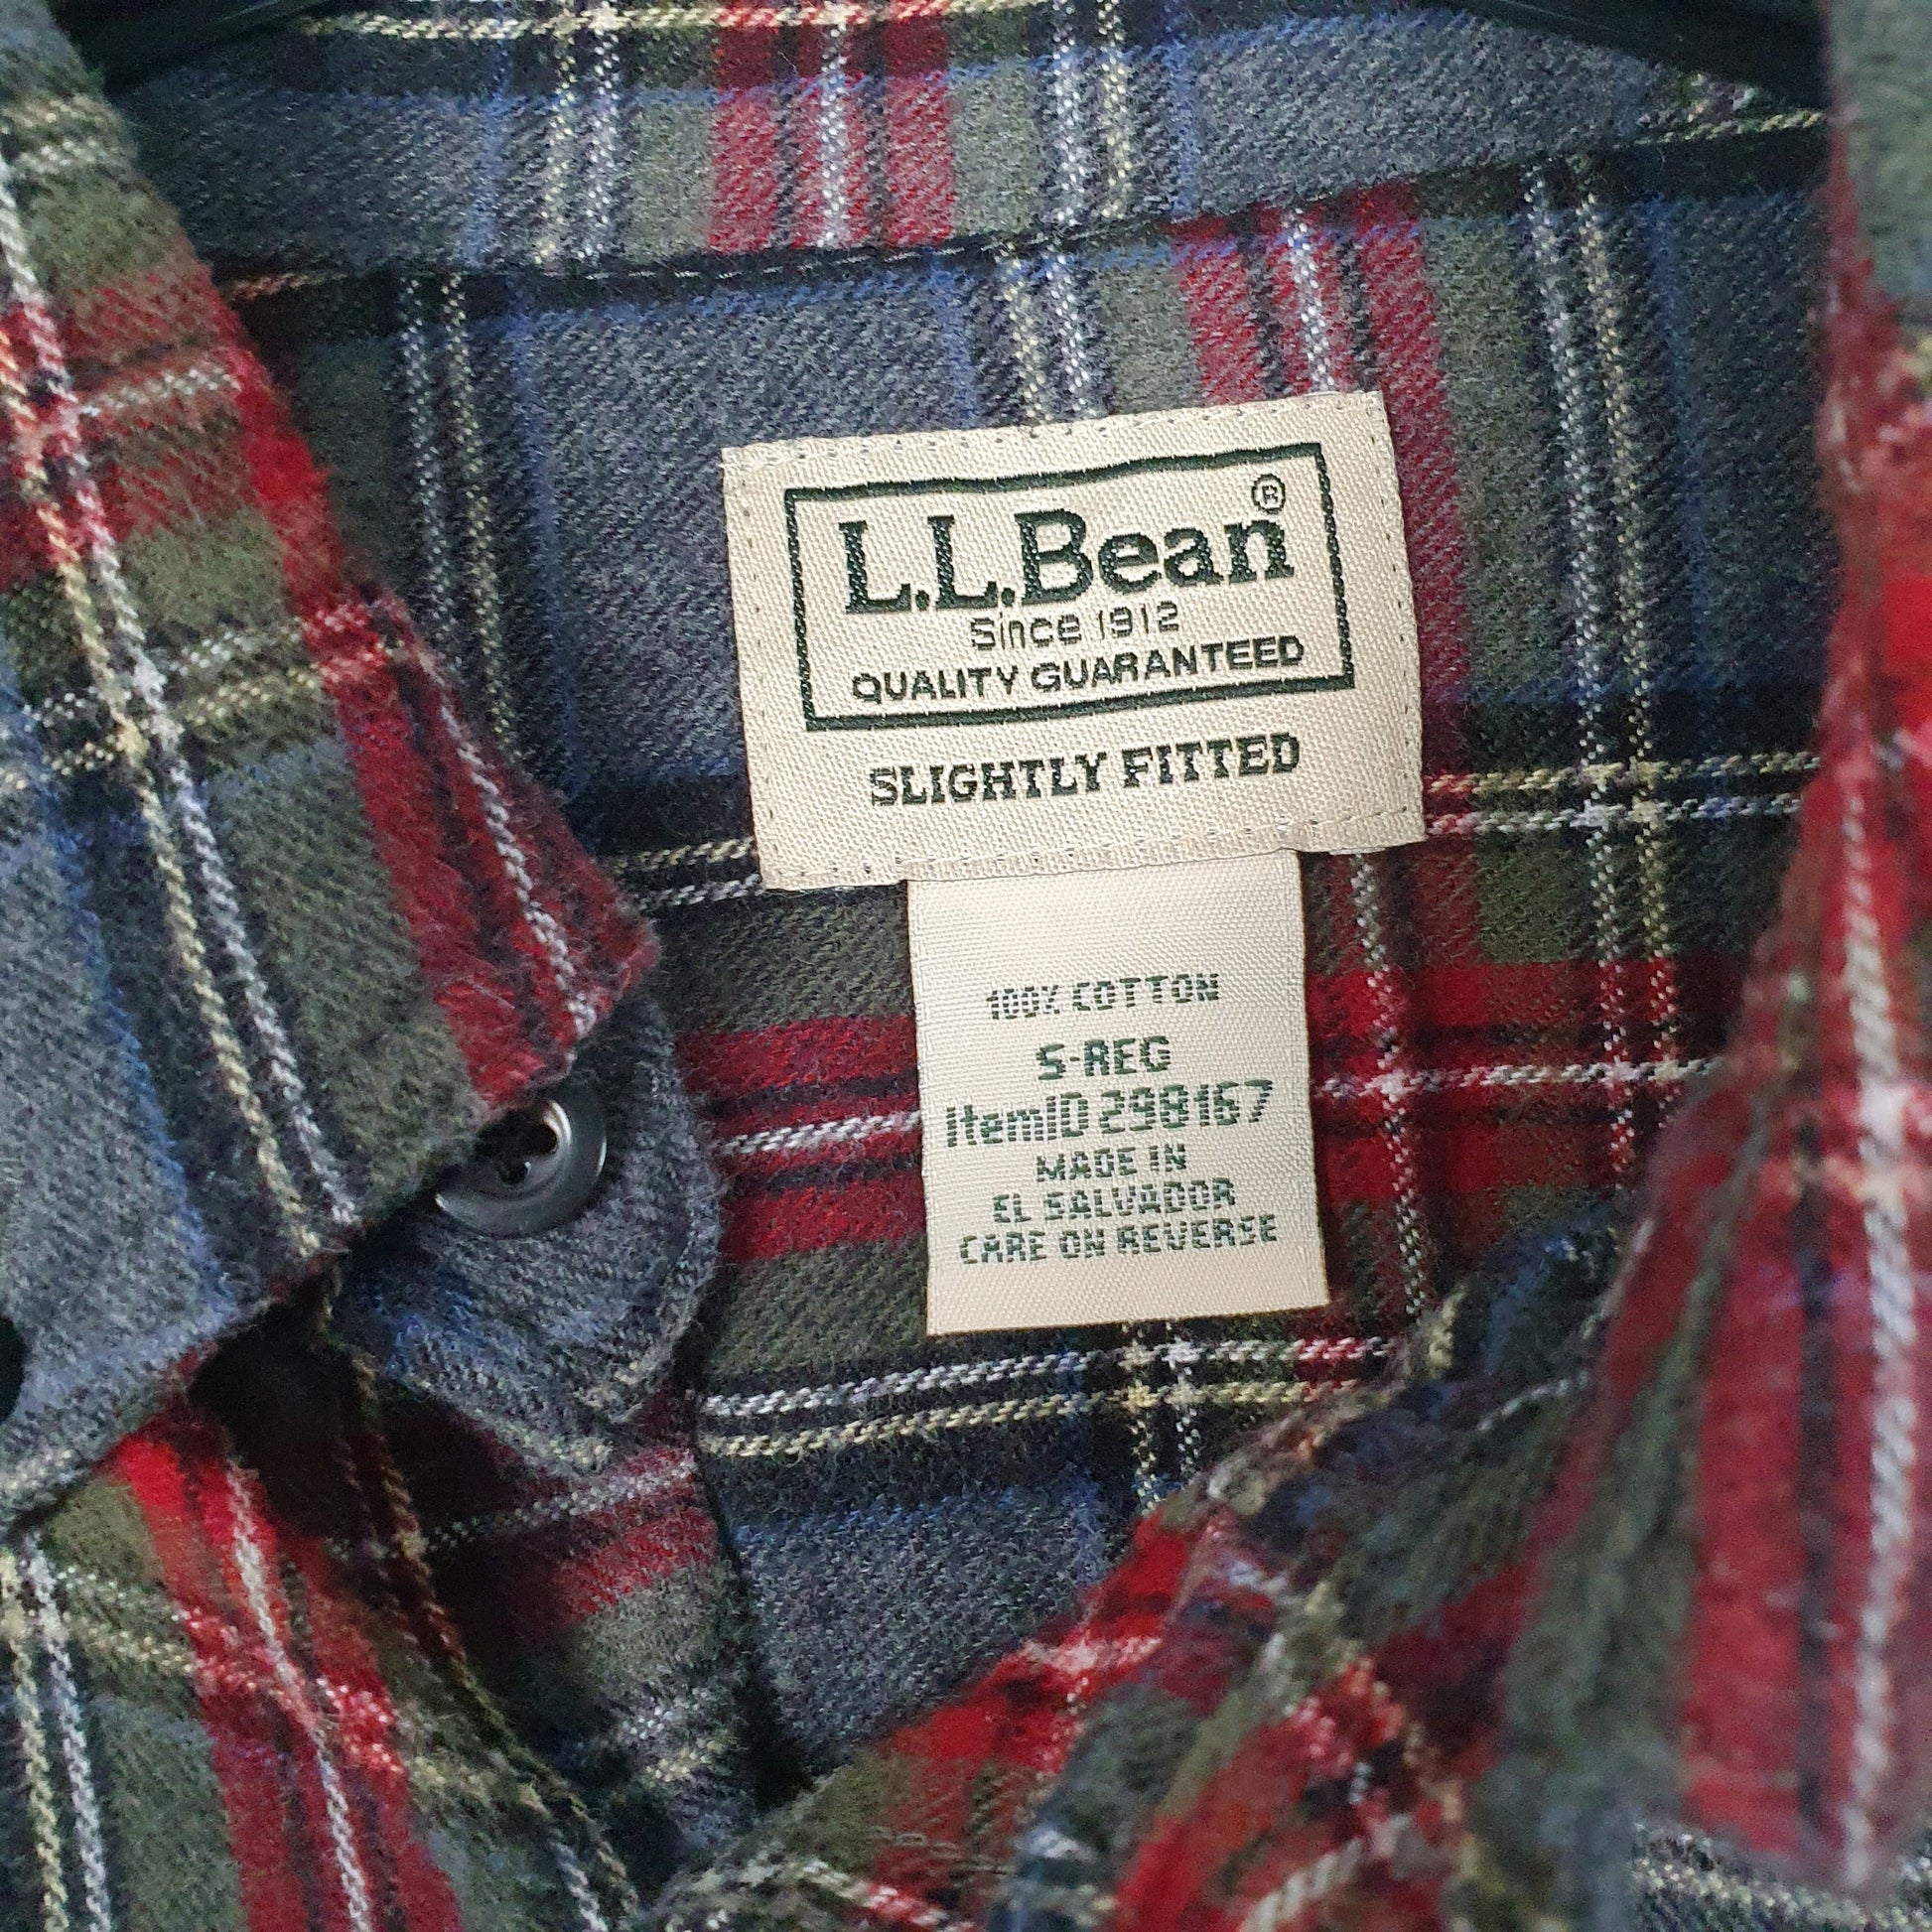 L.L.Bean®
Since 1912
QUALITY GUARANTEED
SLIGHTLY FITTED
100% COTTON
S-REG
ItemID 298167
MADE IN
EL SALVADOR
CARE ON REVERSE